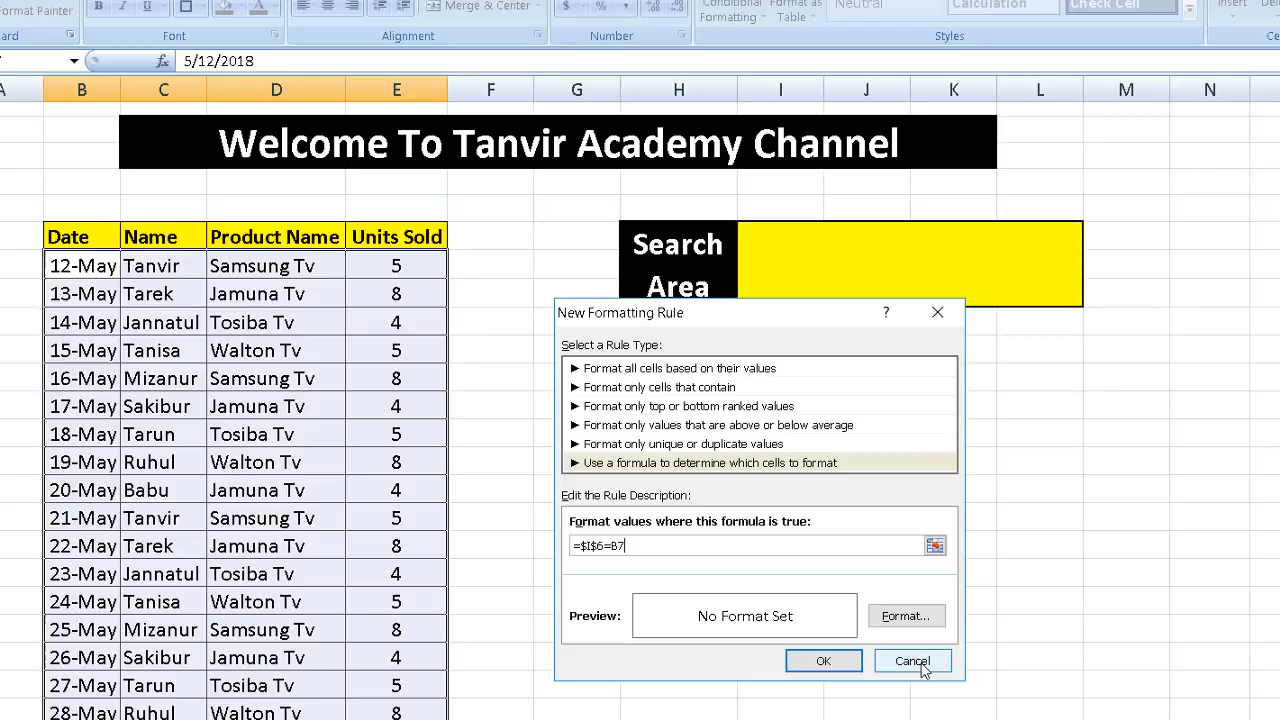 Format Painter
B I U A
Merge & Center
$ % ,
Conditional Format as
Formatting Table
Neutral
Calculation
Check Cell
Insert
Font Alignment Number Styles
fx 5/12/2018
A B C D E F G H I J K L M N
Welcome To Tanvir Academy Channel
Date Name Product Name Units Sold
12-May Tanvir Samsung Tv 5
13-May Tarek Jamuna Tv 8
14-May Jannatul Tosiba Tv 4
15-May Tanisa Walton Tv 5
16-May Mizanur Samsung Tv 8
17-May Sakibur Jamuna Tv 4
18-May Tarun Tosiba Tv 5
19-May Ruhul Walton Tv 8
20-May Babu Jamuna Tv 4
21-May Tanvir Samsung Tv 5
22-May Tarek Jamuna Tv 8
23-May Jannatul Tosiba Tv 4
24-May Tanisa Walton Tv 5
25-May Mizanur Samsung Tv 8
26-May Sakibur Jamuna Tv 4
27-May Tarun Tosiba Tv 5
28-May Ruhul Walton Tv 8
Search
Area
New Formatting Rule
?
Select a Rule Type:
► Format all cells based on their values
► Format only cells that contain
► Format only top or bottom ranked values
► Format only values that are above or below average
► Format only unique or duplicate values
► Use a formula to determine which cells to format
Edit the Rule Description:
Format values where this formula is true:
=$I$6=B7
Preview:
No Format Set
Format...
OK
Cancel